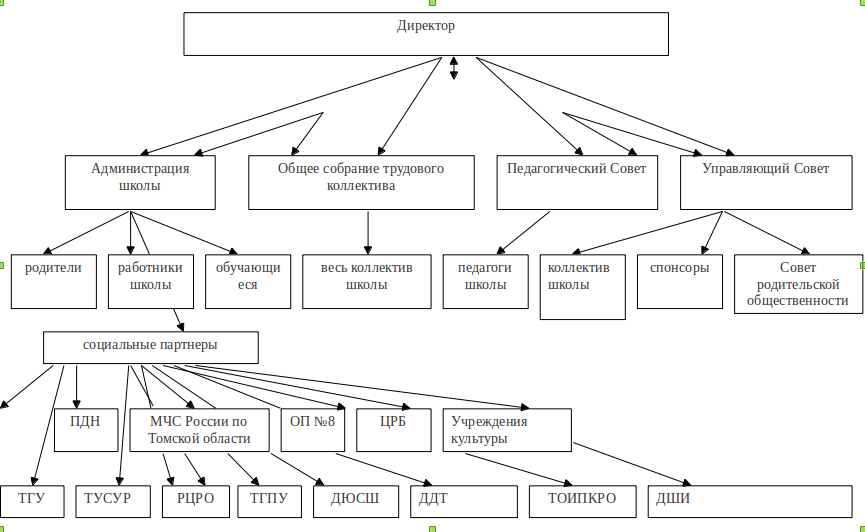 Директор
Администрация
школы
Общее собрание трудового
коллектива
Педагогический Совет
Управляющий Совет
родители
работники
школы
обучающи
еся
весь коллектив
школы
педагоги
школы
коллектив
школы
спонсоры
Совет
родительской
общественности
социальные партнеры
ПДН
МЧС России по
Томской области
ОП №8
ЦРБ
Учреждения
культуры
ТГУ
ТУСУР
РЦРО
ТГПУ
ДЮСШ
ДДТ
ТОИПКРО
ДШИ